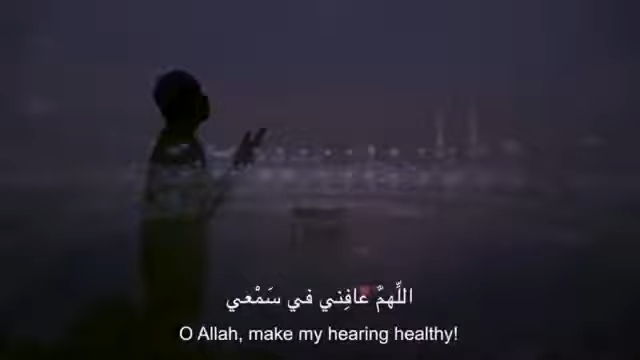 اللِّهمَّ عافِني في سَمْعي
O Allah, make my hearing healthy!